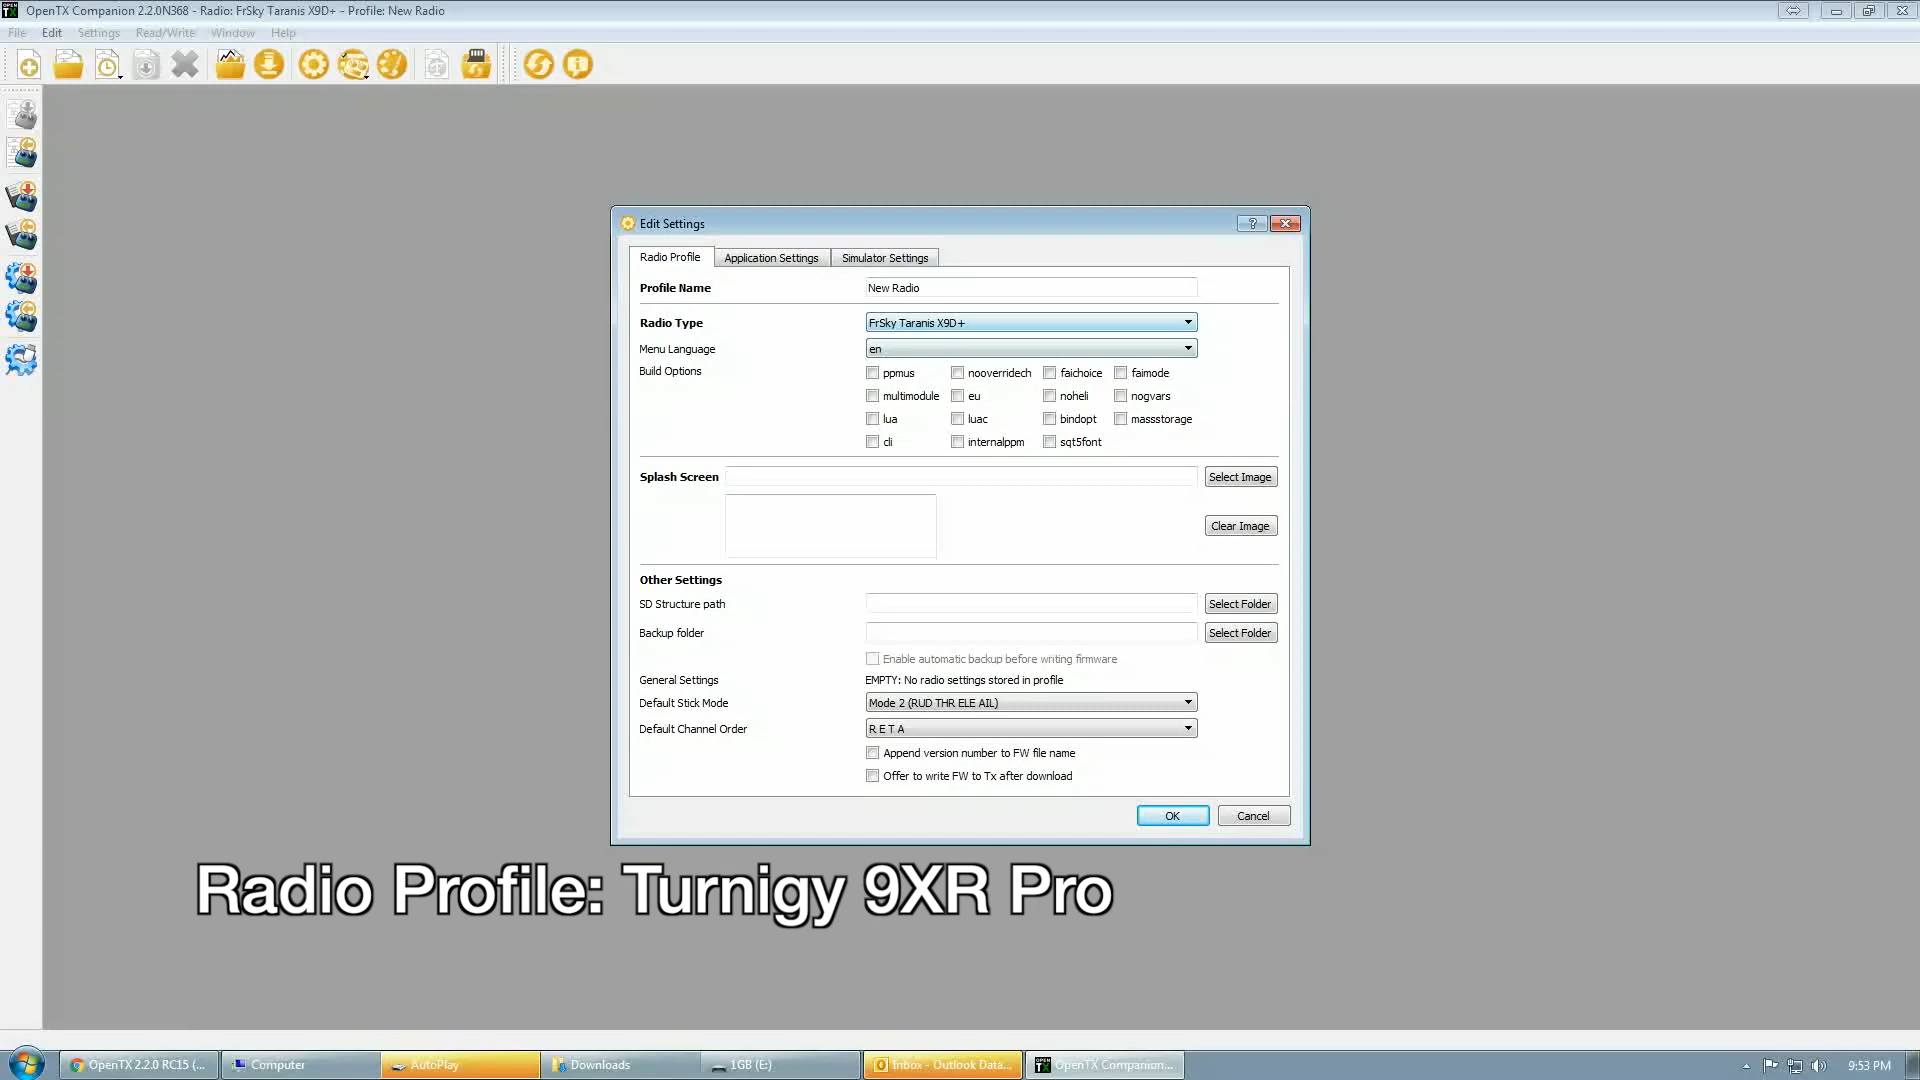 OpenTX Companion 2.2.0N368 - Radio: FrSky Taranis X9D+ - Profile: New Radio
File Edit Settings Read/Write Window Help
Edit Settings
Radio Profile Application Settings Simulator Settings
Profile Name New Radio
Radio Type FrSky Taranis X9D+
Menu Language en
Build Options ppmus nooverridech faichoice faimode
multimodule eu noheli nogvars
lua luac bindopt massstorage
cli internalppm sqt5font
Splash Screen Select Image
Clear Image
Other Settings
SD Structure path Select Folder
Backup folder Select Folder
Enable automatic backup before writing firmware
General Settings EMPTY: No radio settings stored in profile
Default Stick Mode Mode 2 (RUD THR ELE AIL)
Default Channel Order R E T A
Append version number to FW file name
Offer to write FW to Tx after download
OK Cancel
Radio Profile: Turnigy 9XR Pro
OpenTX 2.2.0 RC15 (... Computer AutoPlay Downloads 1GB (E:) Inbox - Outlook Data... OpenTX Companion... 9:53 PM